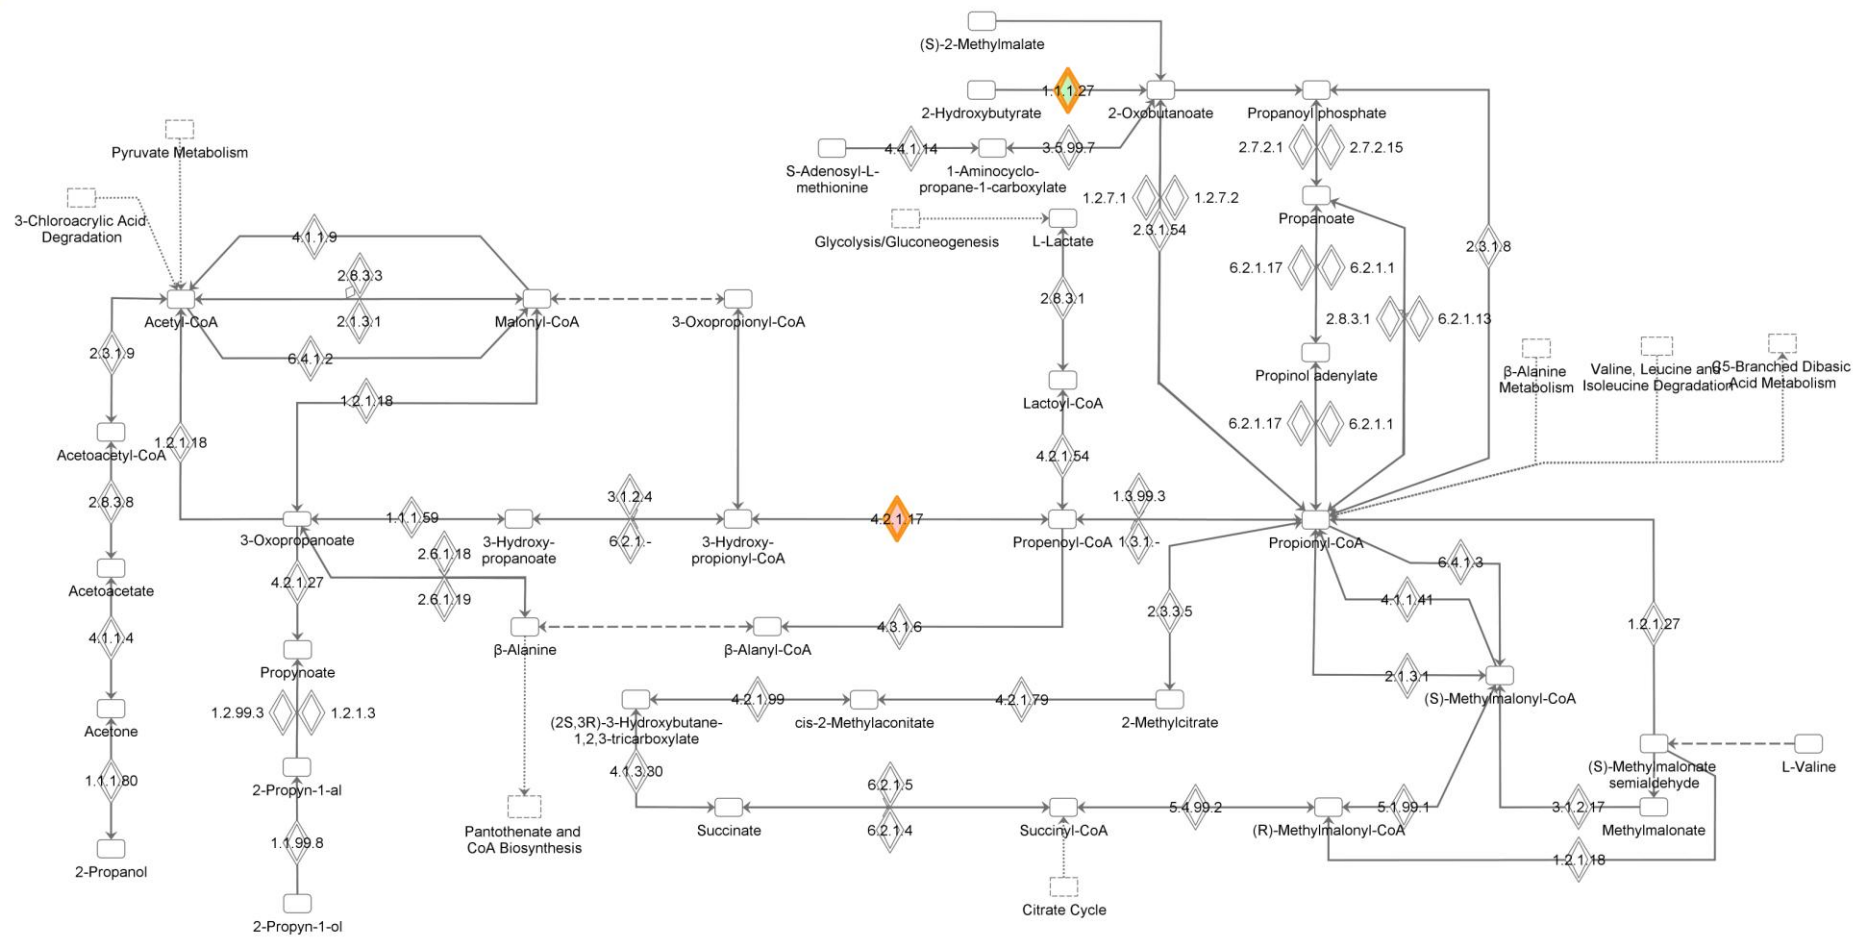 (S)-2-Methylmalate
1.1.1.27
2-Hydroxybutyrate
2-Oxobutanoate
Propanoyl phosphate
Pyruvate Metabolism
4.4.1.14
3.5.99.7
2.7.2.1
2.7.2.15
S-Adenosyl-L-
methionine
1-Aminocyclo-
propane-1-carboxylate
1.2.7.1
1.2.7.2
3-Chloroacrylic Acid
Degradation
Propanoate
2.3.1.54
Glycolysis/Gluconeogenesis
L-Lactate
4.1.1.9
2.3.1.8
2.8.3.3
6.2.1.17
6.2.1.1
2.8.3.1
Acetyl-CoA
2.1.3.1
Malonyl-CoA
3-Oxopropionyl-CoA
2.8.3.1
6.2.1.13
2.3.1.9
6.4.1.2
Propinol adenylate
β-Alanine
Metabolism
Valine, Leucine and
Isoleucine Degradation
C5-Branched Dibasic
Acid Metabolism
1.2.1.18
Lactoyl-CoA
6.2.1.17
6.2.1.1
1.2.1.18
Acetoacetyl-CoA
4.2.1.54
2.8.3.8
3.1.2.4
1.3.99.3
1.1.1.59
4.2.1.17
3-Oxopropanoate
3-Hydroxy-
propanoate
6.2.1.-
3-Hydroxy-
propionyl-CoA
Propenoyl-CoA
1.3.1.-
Propionyl-CoA
2.6.1.18
6.4.1.3
4.2.1.27
Acetoacetate
2.6.1.19
4.1.1.41
2.3.3.5
1.2.1.27
4.3.1.6
4.1.1.4
β-Alanine
β-Alanyl-CoA
Propynoate
2.1.3.1
4.2.1.99
4.2.1.79
(S)-Methylmalonyl-CoA
1.2.99.3
1.2.1.3
(2S,3R)-3-Hydroxybutane-
1,2,3-tricarboxylate
cis-2-Methylaconitate
2-Methylcitrate
Acetone
(S)-Methylmalonate
semialdehyde
L-Valine
4.1.3.30
1.1.1.80
2-Propyn-1-al
6.2.1.5
5.4.99.2
5.1.99.1
3.1.2.17
Pantothenate and
CoA Biosynthesis
Succinate
6.2.1.4
Succinyl-CoA
(R)-Methylmalonyl-CoA
Methylmalonate
1.1.99.8
1.2.1.18
2-Propanol
Citrate Cycle
2-Propyn-1-ol